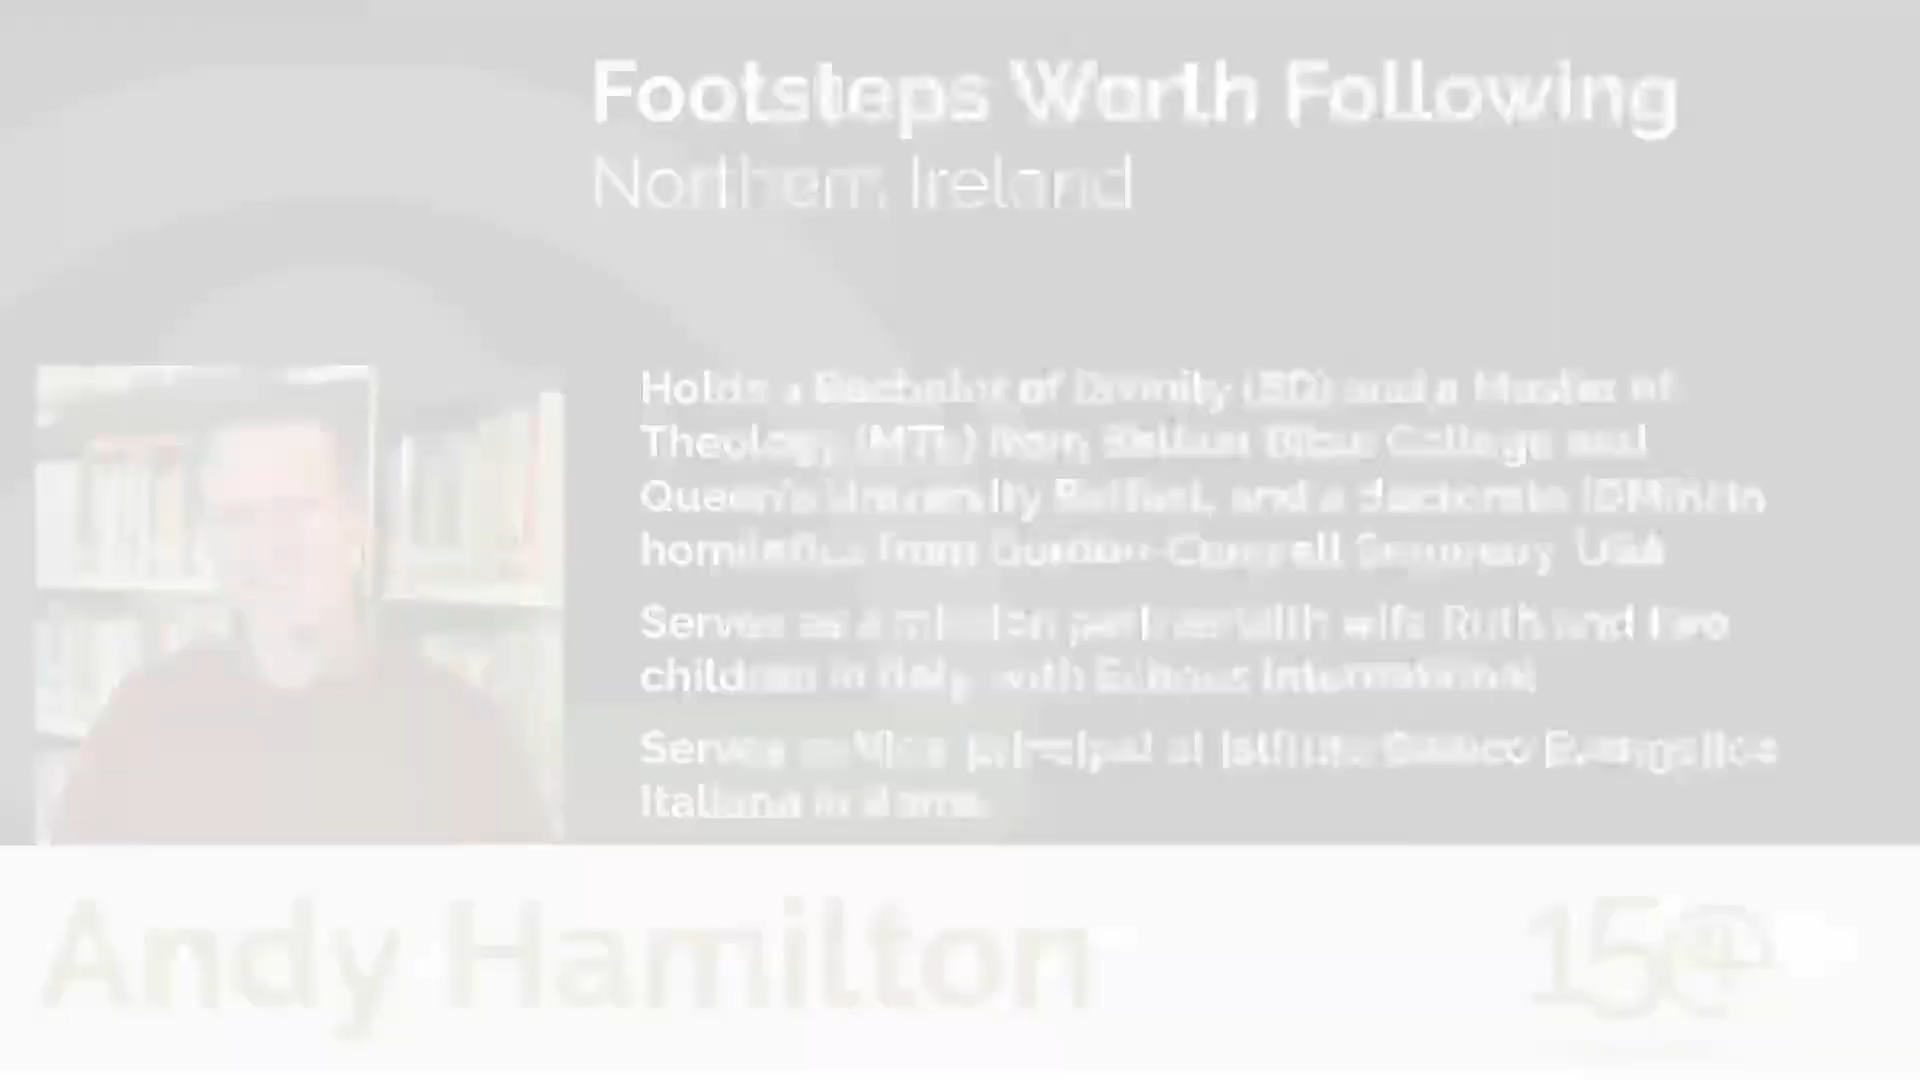 Footsteps Worth Following
Northern Ireland
Holds a Bachelor of Divinity (BD) and a Master of
Theology (MTh) from Belfast Bible College and
Queen's University Belfast, and a doctorate (DMin) in
homiletics from Gordon-Conwell Seminary, USA
Serves as a mission partner with wife Ruth and two
children in Italy with Echoes International
Serves as Vice principal at Istituto Biblico Evangelico
Italiano in Rome.
Andy Hamilton
150